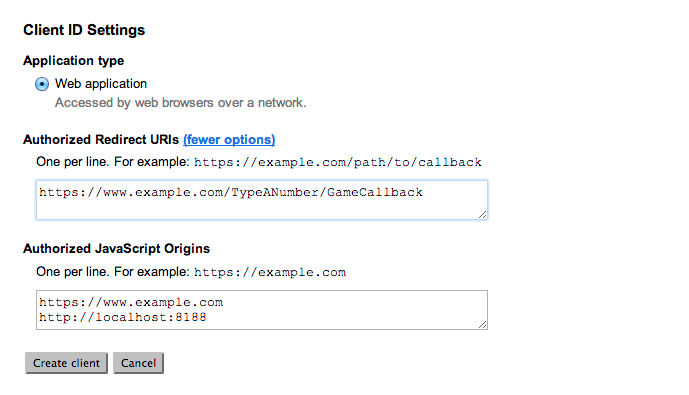 Client ID Settings
Application type
Web application
Accessed by web browsers over a network.
Authorized Redirect URIs (fewer options)
One per line. For example: https://example.com/path/to/callback
https://www.example.com/TypeANumber/GameCallback
Authorized JavaScript Origins
One per line. For example: https://example.com
https://www.example.com
http://localhost:8188
Create client Cancel